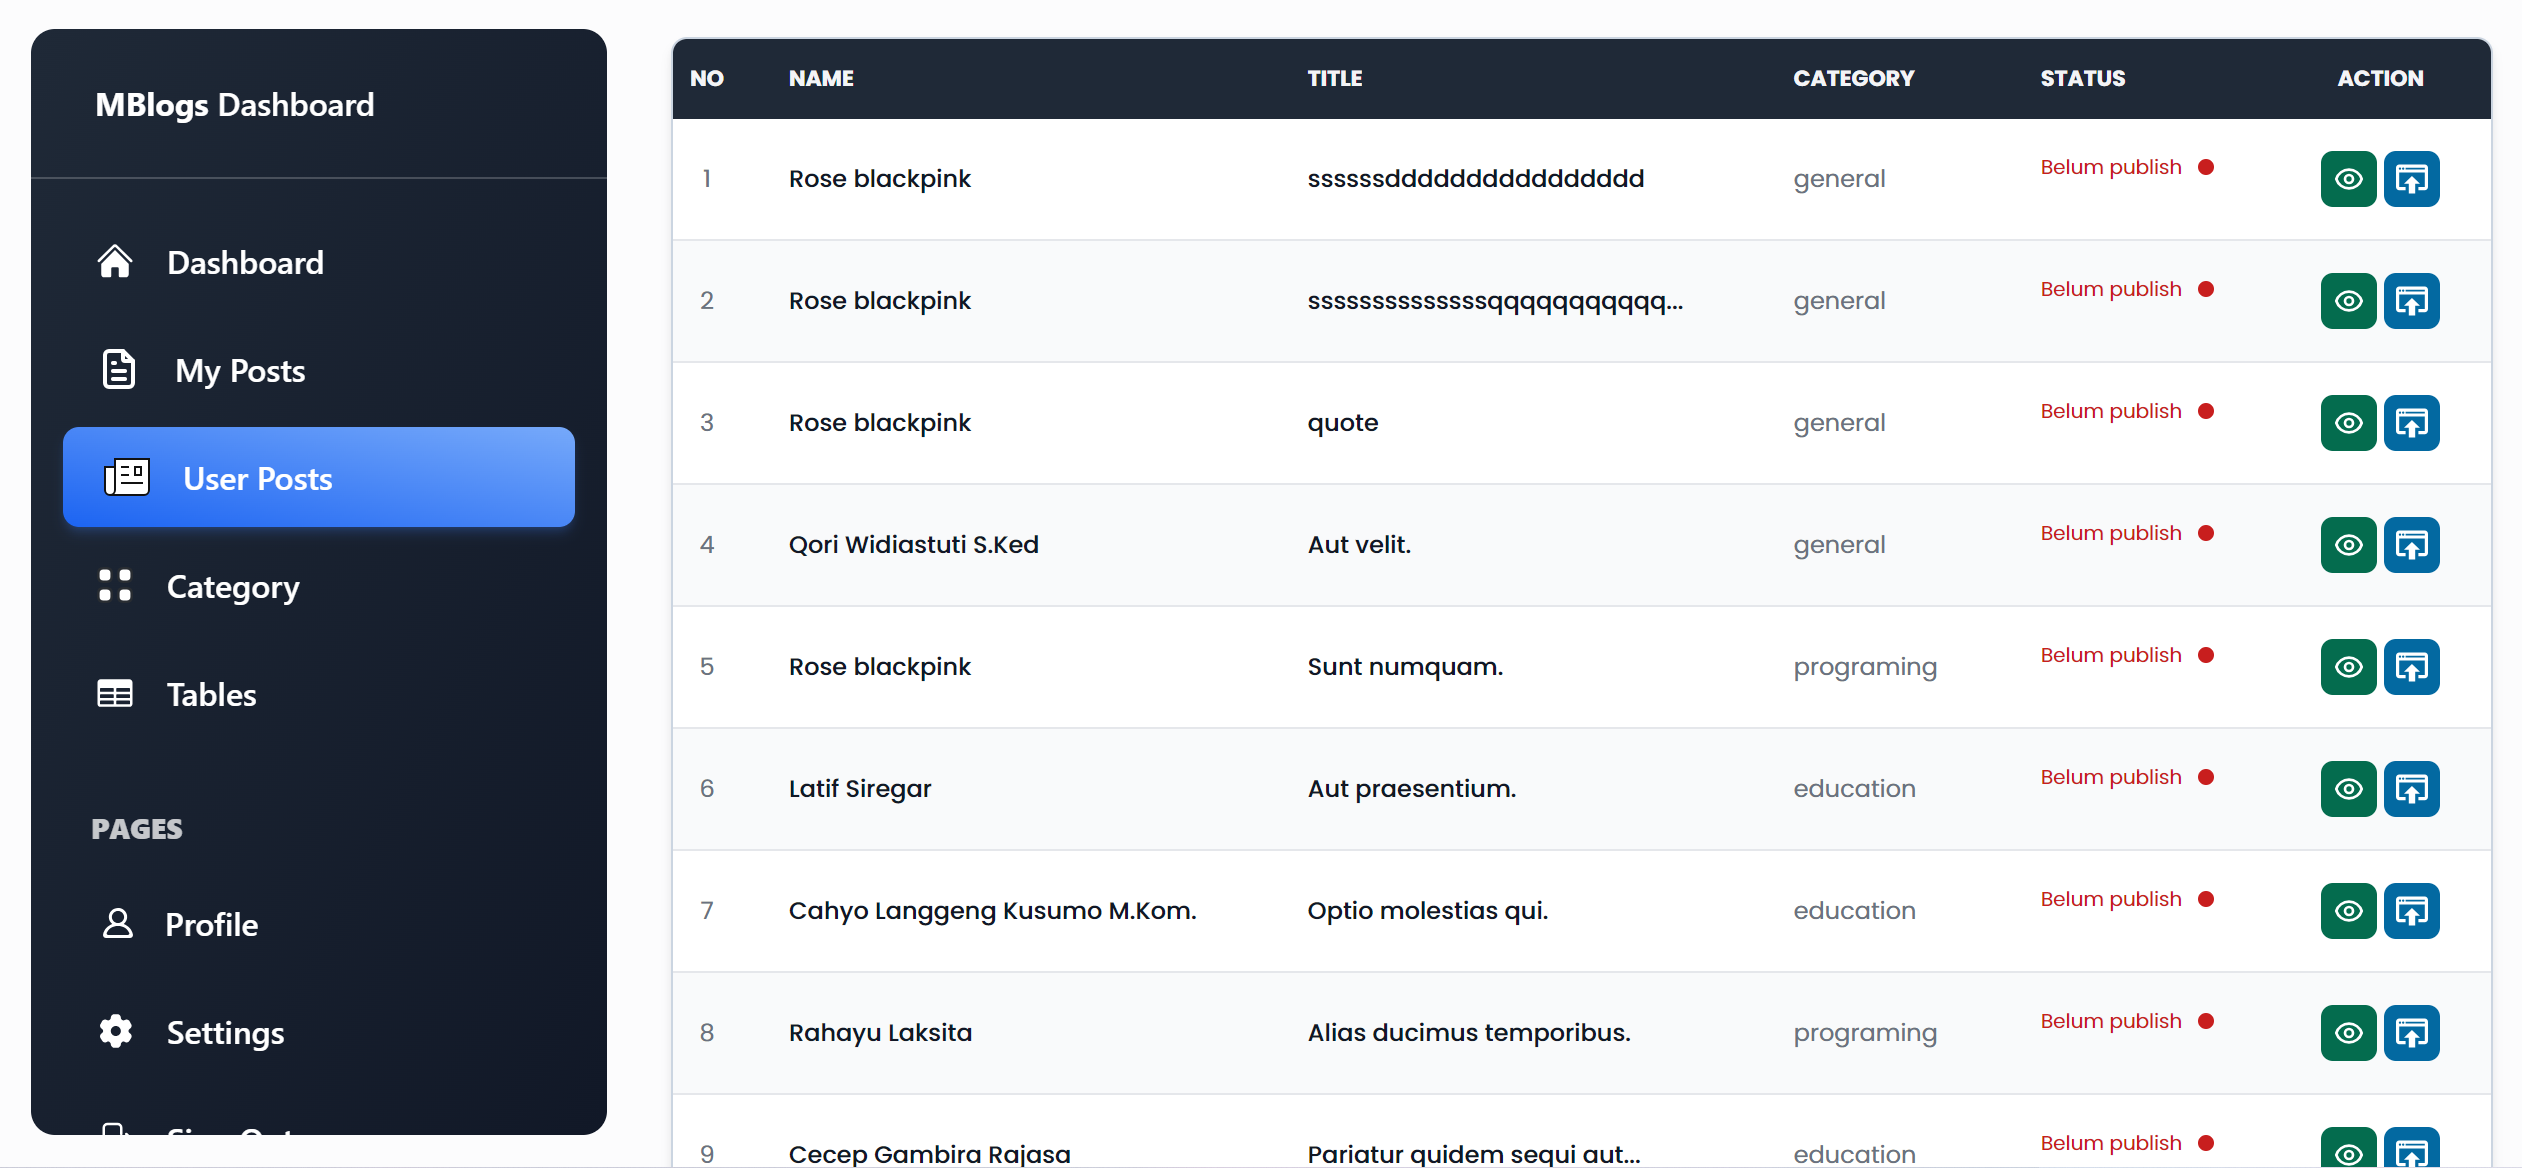 MBlogs Dashboard
Dashboard
My Posts
User Posts
Category
Tables
PAGES
Profile
Settings
Sign Out
NO NAME TITLE CATEGORY STATUS ACTION
1 Rose blackpink ssssssdddddddddddddddd general Belum publish
2 Rose blackpink ssssssssssssssqqqqqqqqqqq... general Belum publish
3 Rose blackpink quote general Belum publish
4 Qori Widiastuti S.Ked Aut velit. general Belum publish
5 Rose blackpink Sunt numquam. programing Belum publish
6 Latif Siregar Aut praesentium. education Belum publish
7 Cahyo Langgeng Kusumo M.Kom. Optio molestias qui. education Belum publish
8 Rahayu Laksita Alias ducimus temporibus. programing Belum publish
9 Cecep Gambira Rajasa Pariatur quidem sequi aut... education Belum publish